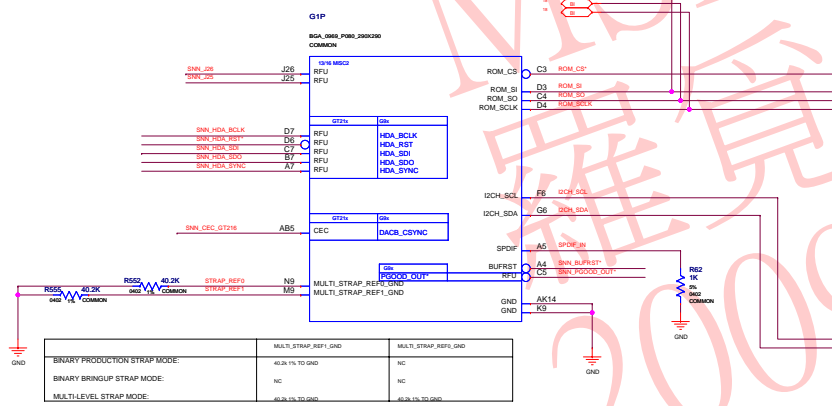 G1P
BGA_0969_P080_290X290
COMMON
13/16 MISC2
SNN_J26 J26 RFU
SNN_J25 J25 RFU
ROM_CS C3 ROM_CS*
ROM_SI D3 ROM_SI
ROM_SO C4 ROM_SO
ROM_SCLK D4 ROM_SCLK
GT21x G9x
SNN_HDA_BCLK D7 RFU HDA_BCLK
SNN_HDA_RST* D6 RFU HDA_RST
SNN_HDA_SDI C7 RFU HDA_SDI
SNN_HDA_SDO B7 RFU HDA_SDO
SNN_HDA_SYNC A7 RFU HDA_SYNC
I2CH_SCL F6 I2CH_SCL
I2CH_SDA G6 I2CH_SDA
GT21x G9x
SNN_CEC_GT216 AB5 CEC DACB_CSYNC
SPDIF A5 SPDIF_IN
BUFRST A4 SNN_BUFRST*
RFU C5 SNN_PGOOD_OUT*
G9x
PGOOD_OUT*
R62
1K
5%
0402
COMMON
R555 40.2K
0402 1% COMMON
R552 40.2K
0402 1% COMMON
STRAP_REF0 N9 MULTI_STRAP_REF0_GND
STRAP_REF1 M9 MULTI_STRAP_REF1_GND
GND AK14
GND K9
GND
GND
GND
MULTI_STRAP_REF1_GND MULTI_STRAP_REF0_GND
BINARY PRODUCTION STRAP MODE: 40.2k 1% TO GND NC
BINARY BRINGUP STRAP MODE: NC NC
MULTI-LEVEL STRAP MODE: 40.2k 1% TO GND 40.2k 1% TO GND
羅
2009